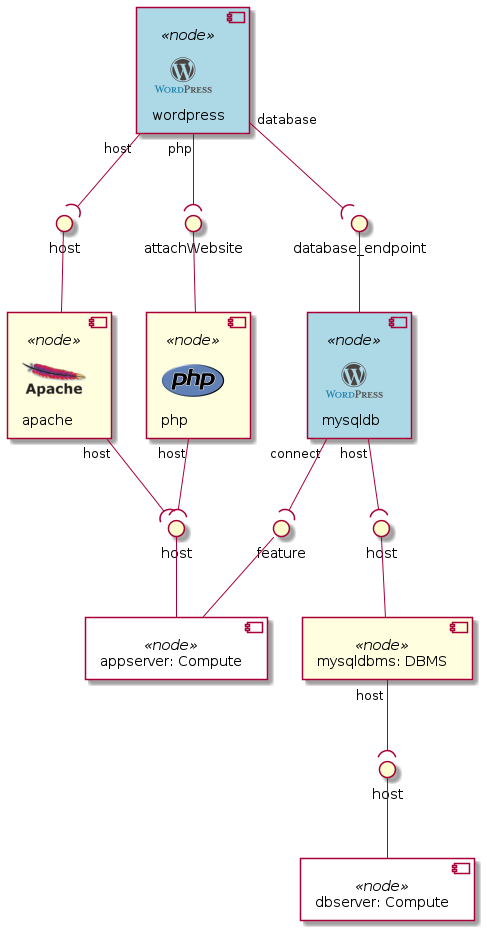 «node»
WORDPRESS
wordpress
host
php
database
host
attachWebsite
database_endpoint
«node»
Apache
apache
«node»
php
php
«node»
WORDPRESS
mysqldb
host
host
connect
host
host
feature
host
«node»
appserver: Compute
«node»
mysqldbms: DBMS
host
host
«node»
dbserver: Compute